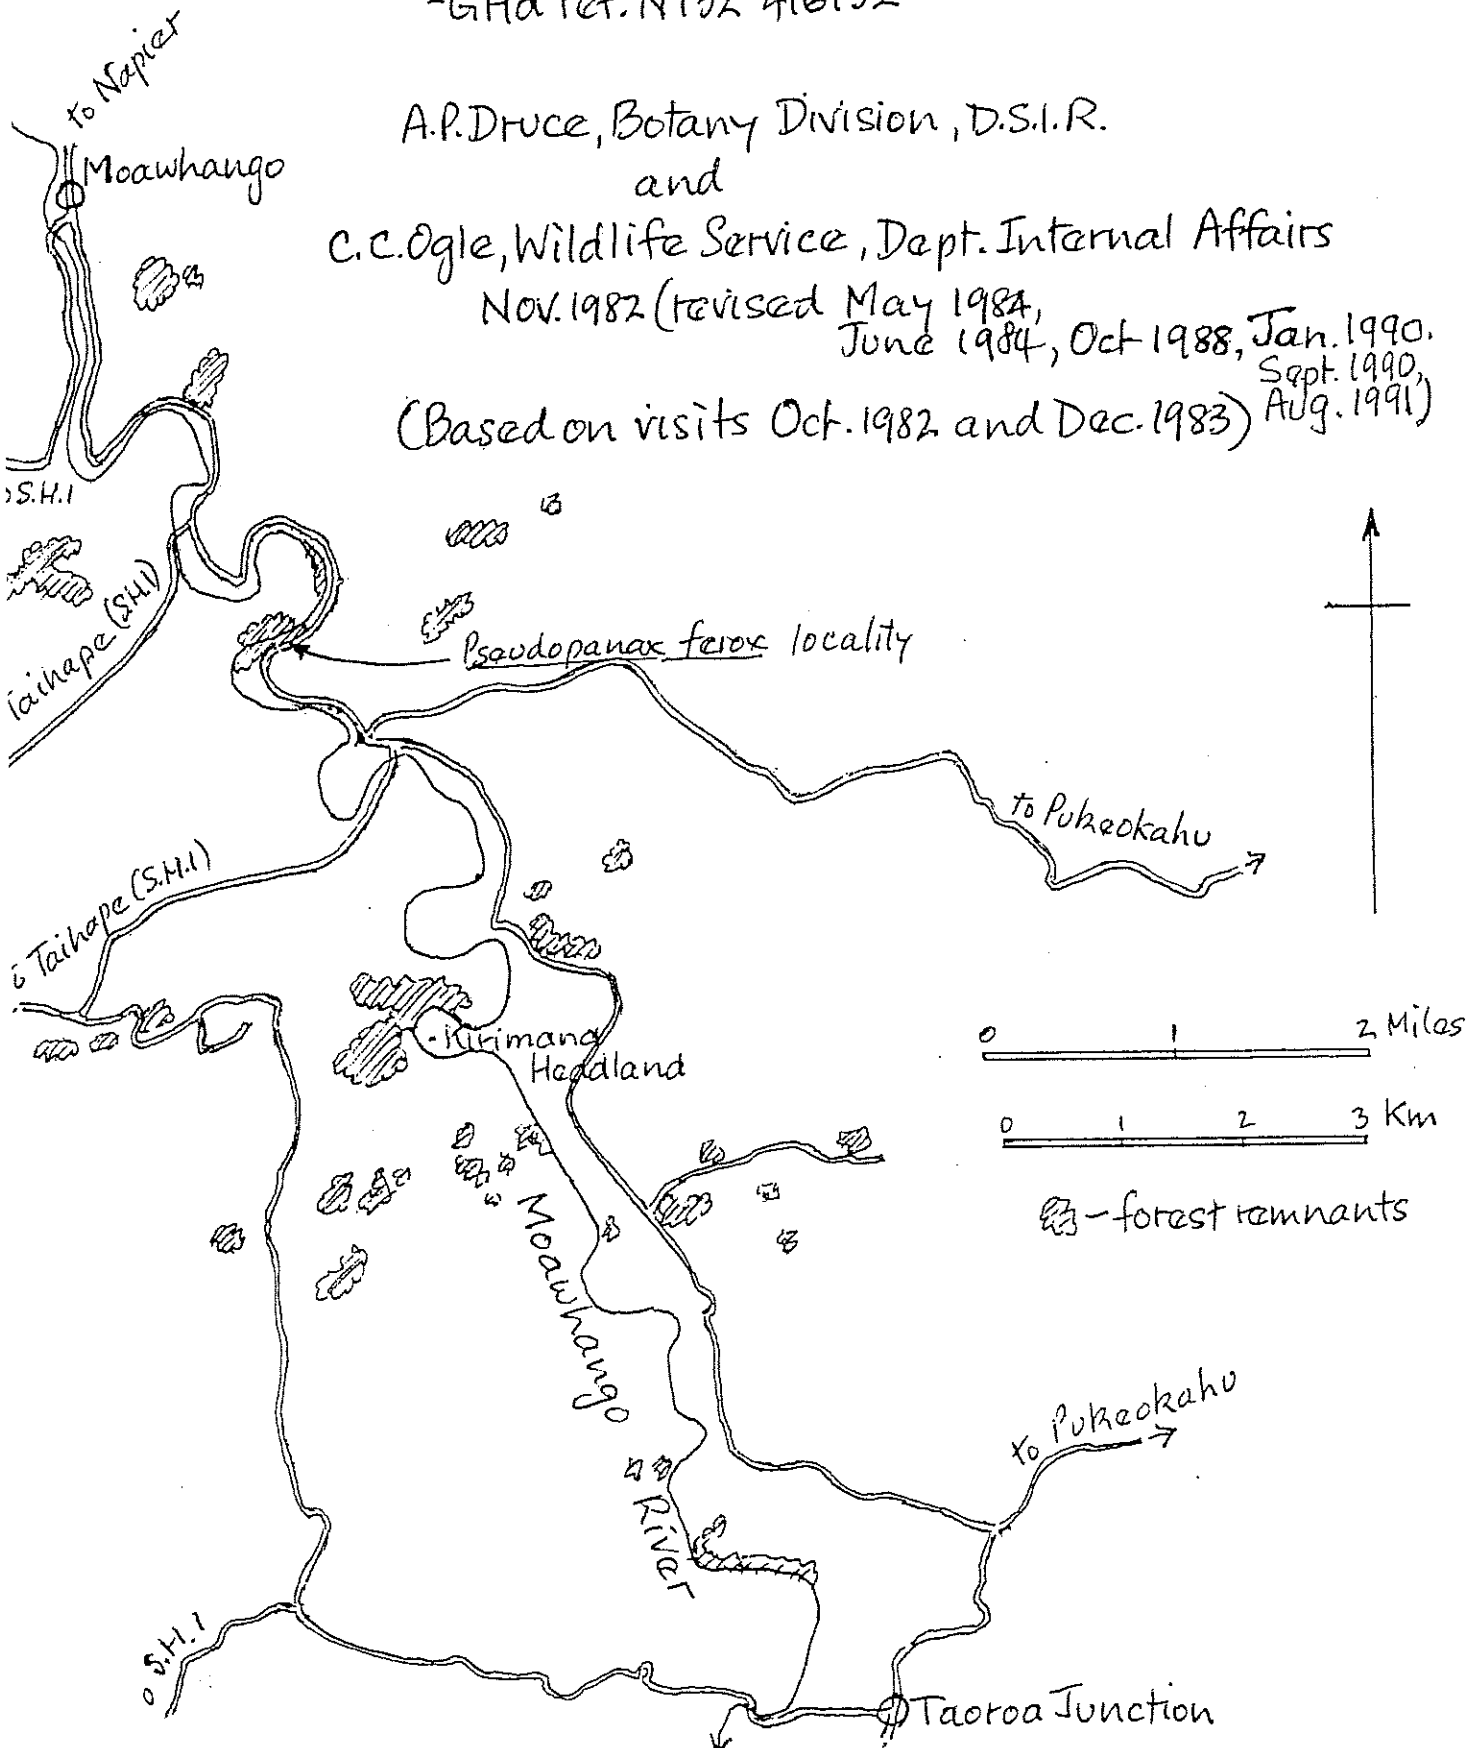 to Napier
Moawhango
A.P. Druce, Botany Division, D.S.I.R.
and
C.C. Ogle, Wildlife Service, Dept. Internal Affairs
Nov. 1982 (revised May 1984,
June 1984, Oct 1988, Jan. 1990.
Sept. 1990,
Aug. 1991)
(Based on visits Oct. 1982 and Dec. 1983)
S.H.1
Taihape (S.H.1)
Pseudopanax ferox locality
to Pukeokahu
Taihape (S.H.1)
Kirimana
Headland
0 1 2 Miles
0 1 2 3 Km
- forest remnants
Moawhango
River
to Pukeokahu
S.H.1
Taoroa Junction